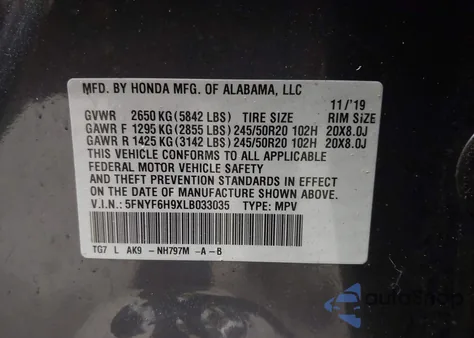 MFD. BY HONDA MFG. OF ALABAMA, LLC
11/'19
GVWR 2650 KG (5842 LBS) TIRE SIZE RIM SIZE
GAWR F 1295 KG (2855 LBS) 245/50R20 102H 20X8.0J
GAWR R 1425 KG (3142 LBS) 245/50R20 102H 20X8.0J
THIS VEHICLE CONFORMS TO ALL APPLICABLE
FEDERAL MOTOR VEHICLE SAFETY STANDARDS IN
EFFECT ON THE DATE OF MANUFACTURE SHOWN ABOVE.
V.I.N.: 5FNYF6H9XLB033035 TYPE: MPV
TG7 L AK9 -NH797M -A-B
autoShop